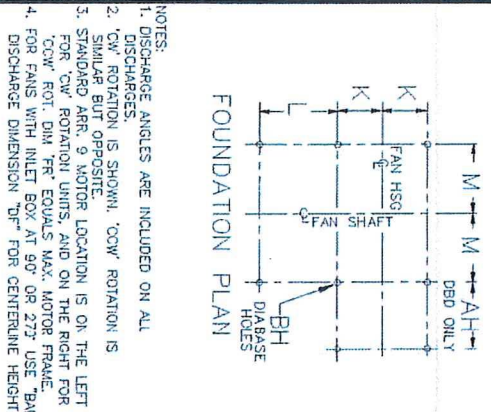 K
K
L
M
M
AH
DBD ONLY
FAN HSG
℄
℄ FAN SHAFT
BH
DIA BASE
HOLES
FOUNDATION PLAN
NOTES:
1. DISCHARGE ANGLES ARE INCLUDED ON ALL
DISCHARGES.
2. 'CW' ROTATION IS SHOWN. 'CCW' ROTATION IS
SIMILAR BUT OPPOSITE.
3. STANDARD ARR. 9 MOTOR LOCATION IS ON THE LEFT
FOR 'CW' ROTATION UNITS, AND ON THE RIGHT FOR
'CCW' ROT. DIM 'FR' EQUALS MAX. MOTOR FRAME.
4. FOR FANS WITH INLET BOX AT 90° OR 270° USE
DISCHARGE DIMENSION "DF" FOR CENTERLINE HEIGHT